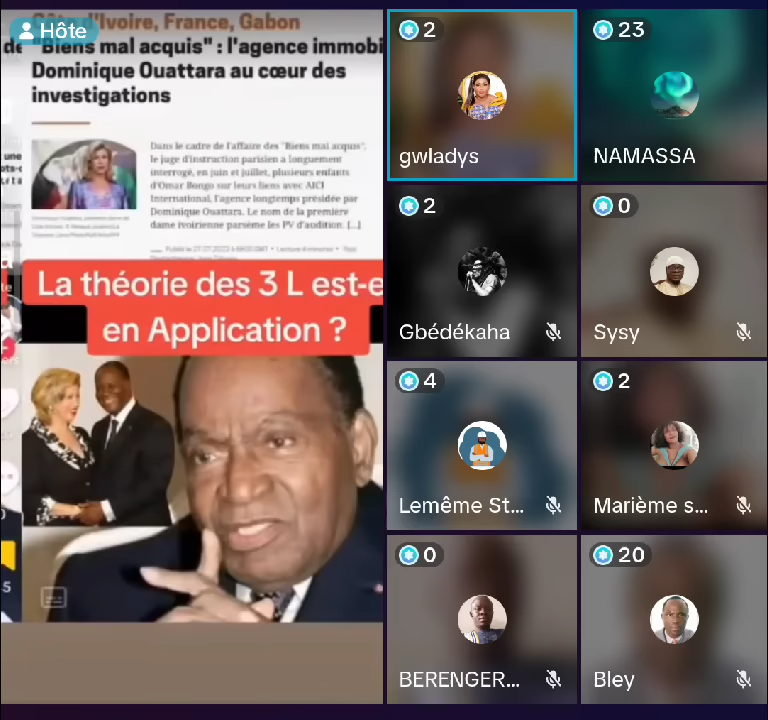 Hôte
Côte d'Ivoire, France, Gabon
"Biens mal acquis" : l'agence immobi
Dominique Ouattara au cœur des
investigations
Dans le cadre de l'affaire des "Biens mal acquis",
le juge d'instruction parisien a longuement
interrogé, en juin et juillet, plusieurs enfants
d'Omar Bongo sur leurs liens avec AICI
International, l'agence longtemps présidée par
Dominique Ouattara. Le nom de la première
dame ivoirienne parsème les PV d'audition. [...]
La théorie des 3 L est-e
en Application ?
2
gwladys
23
NAMASSA
2
Gbédékaha
0
Sysy
4
Lemême St...
2
Marième s...
0
BERENGER...
20
Bley